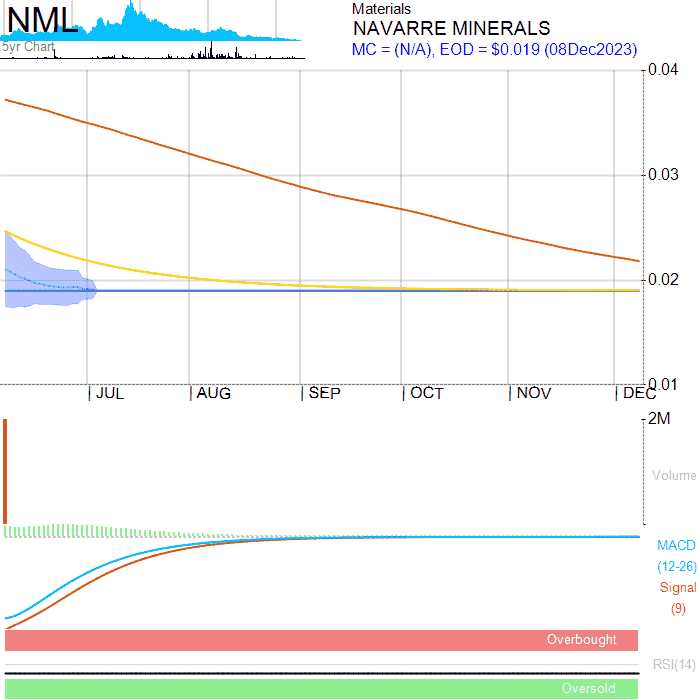 NML
5yr Chart
Materials
NAVARRE MINERALS
MC = (N/A), EOD = $0.019 (08Dec2023)
0.04
0.03
0.02
0.01
JUL AUG SEP OCT NOV DEC
2M
Volume
MACD
(12-26)
Signal
(9)
Overbought
RSI(14)
Oversold